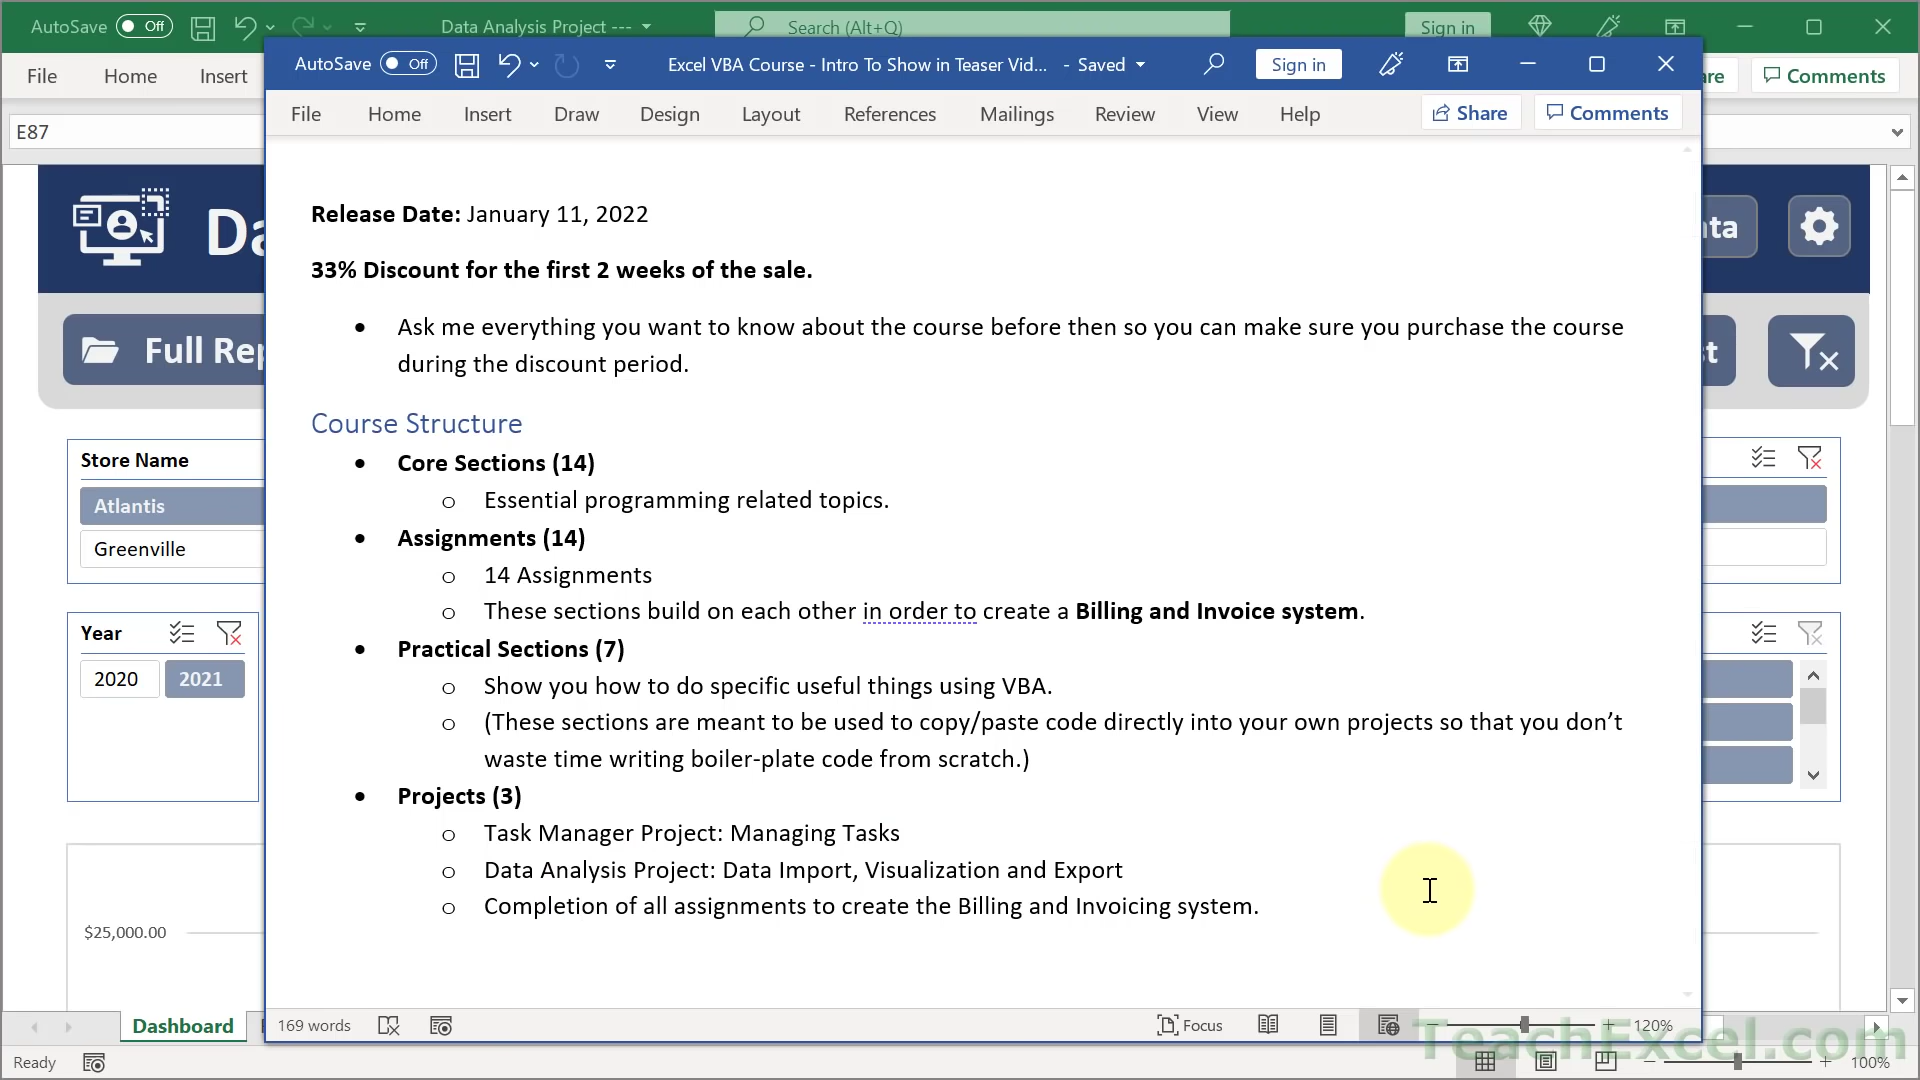 AutoSave Off Data Analysis Project --- Search (Alt+Q) Sign in
AutoSave Off Excel VBA Course - Intro To Show in Teaser Vid... - Saved Sign in
File Home Insert Comments
File Home Insert Draw Design Layout References Mailings Review View Help Share Comments
E87
Release Date: January 11, 2022
33% Discount for the first 2 weeks of the sale.
Full Rep
• Ask me everything you want to know about the course before then so you can make sure you purchase the course
during the discount period.
Course Structure
Store Name
Atlantis
Greenville
• Core Sections (14)
o Essential programming related topics.
• Assignments (14)
o 14 Assignments
o These sections build on each other in order to create a Billing and Invoice system.
Year
2020 2021
• Practical Sections (7)
o Show you how to do specific useful things using VBA.
o (These sections are meant to be used to copy/paste code directly into your own projects so that you don’t
waste time writing boiler-plate code from scratch.)
• Projects (3)
o Task Manager Project: Managing Tasks
o Data Analysis Project: Data Import, Visualization and Export
o Completion of all assignments to create the Billing and Invoicing system.
$25,000.00
Dashboard
169 words Focus 120%
TeachExcel.com
Ready 100%